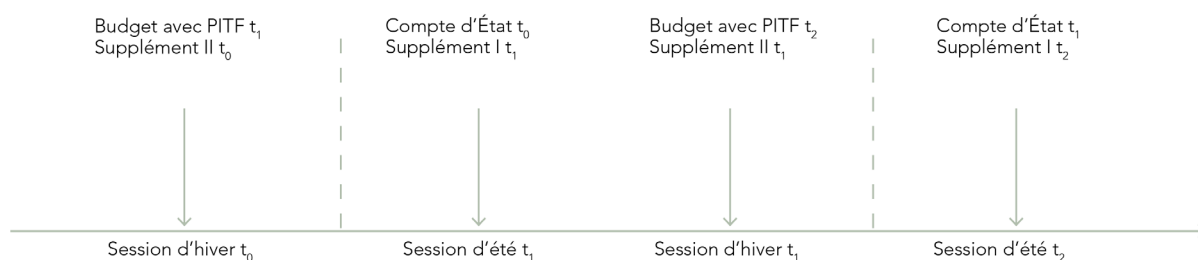 Budget avec PITF t₁
Supplément II t₀
Compte d'État t₀
Supplément I t₁
Budget avec PITF t₂
Supplément II t₁
Compte d'État t₁
Supplément I t₂
Session d'hiver t₀
Session d'été t₁
Session d'hiver t₁
Session d'été t₂